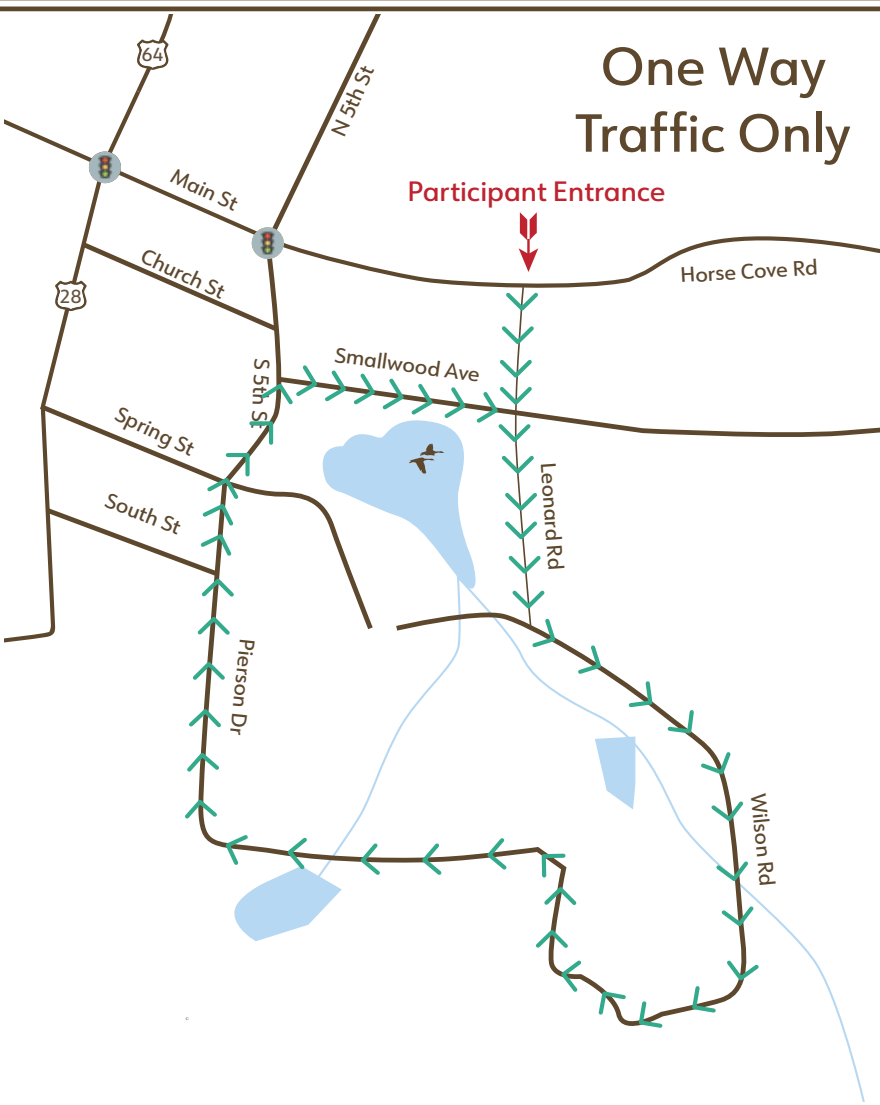 One Way
Traffic Only
64
N 5th St
Main St
Participant Entrance
Church St
Horse Cove Rd
28
S 5th St
Smallwood Ave
Spring St
Leonard Rd
South St
Pierson Dr
Wilson Rd
c